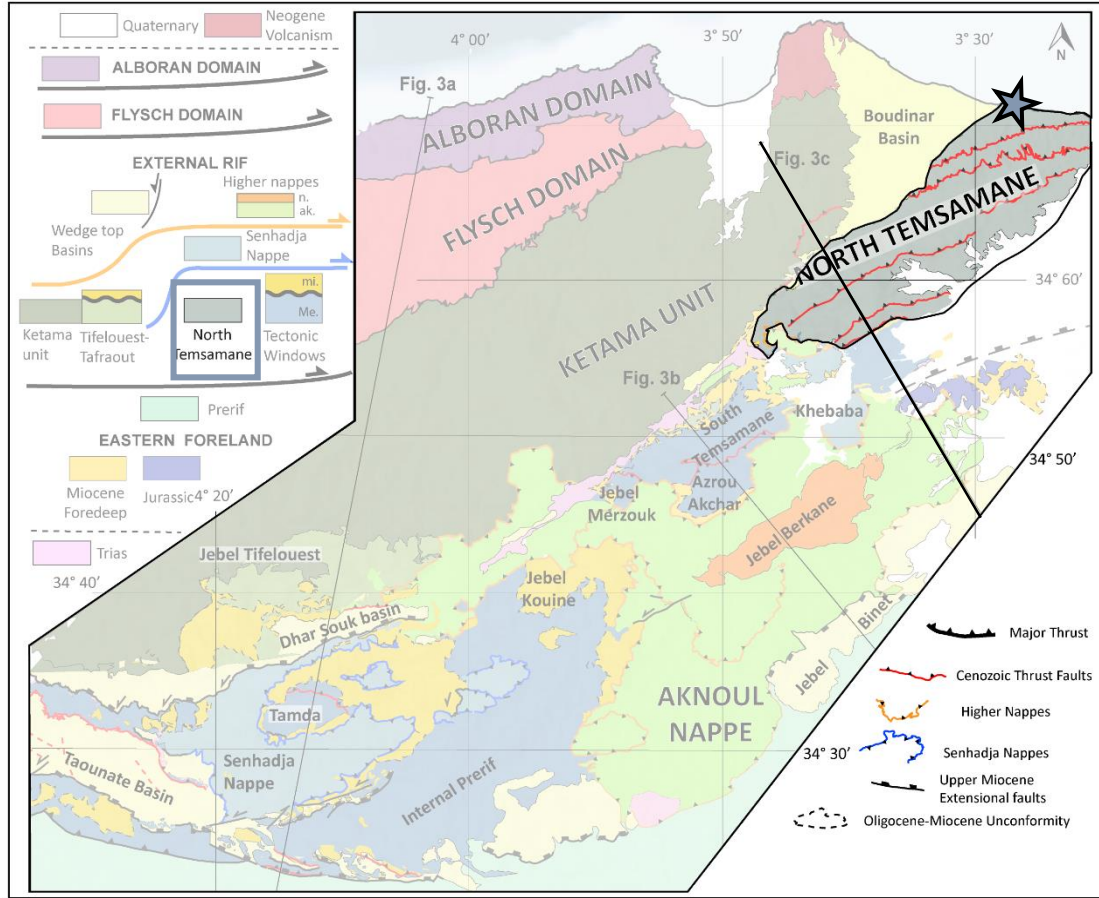 Quaternary
Neogene
Volcanism
ALBORAN DOMAIN
FLYSCH DOMAIN
EXTERNAL RIF
Higher nappes
n.
ak.
Wedge top
Basins
Senhadja
Nappe
mi.
Me.
Ketama
unit
Tifelouest-
Tafraout
North
Temsamane
Tectonic
Windows
Prerif
EASTERN FORELAND
Miocene
Foredeep
Jurassic
Trias
4° 00′
3° 50′
3° 30′
N
Fig. 3a
ALBORAN DOMAIN
Boudinar
Basin
Fig. 3c
FLYSCH DOMAIN
NORTH TEMSAMANE
34° 60′
KETAMA UNIT
Fig. 3b
South
Temsamane
Khebaba
34° 50′
Azrou
Akchar
Jebel
Merzouk
Jebel Berkane
4° 20′
34° 40′
Jebel Tifelouest
Jebel
Kouine
Dhar Souk basin
Jebel
Binet
Tamda
AKNOUL
NAPPE
Senhadja
Nappe
Taounate Basin
Internal Prerif
34° 30′
Major Thrust
Cenozoic Thrust Faults
Higher Nappes
Senhadja Nappes
Upper Miocene
Extensional faults
Oligocene-Miocene Unconformity